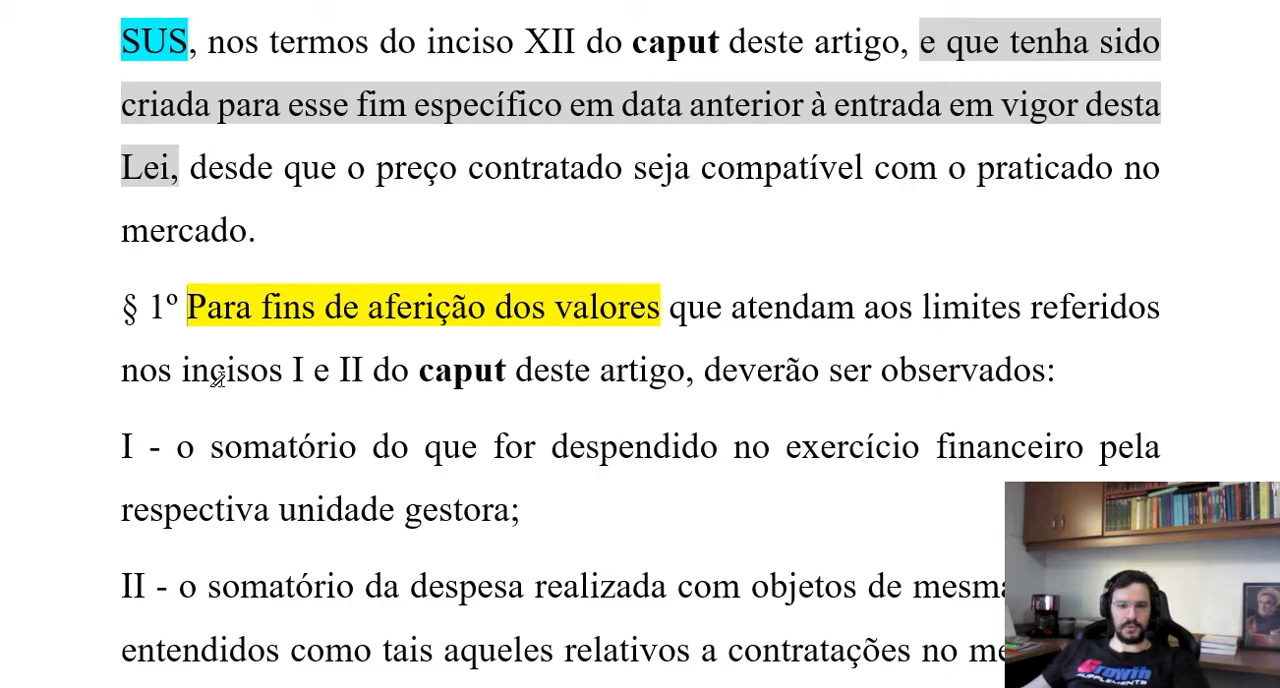 SUS, nos termos do inciso XII do caput deste artigo, e que tenha sido
criada para esse fim específico em data anterior à entrada em vigor desta
Lei, desde que o preço contratado seja compatível com o praticado no
mercado.
§ 1º Para fins de aferição dos valores que atendam aos limites referidos
nos incisos I e II do caput deste artigo, deverão ser observados:
I - o somatório do que for despendido no exercício financeiro pela
respectiva unidade gestora;
II - o somatório da despesa realizada com objetos de mesma
entendidos como tais aqueles relativos a contratações no me
Growth
SUPPLEMENTS